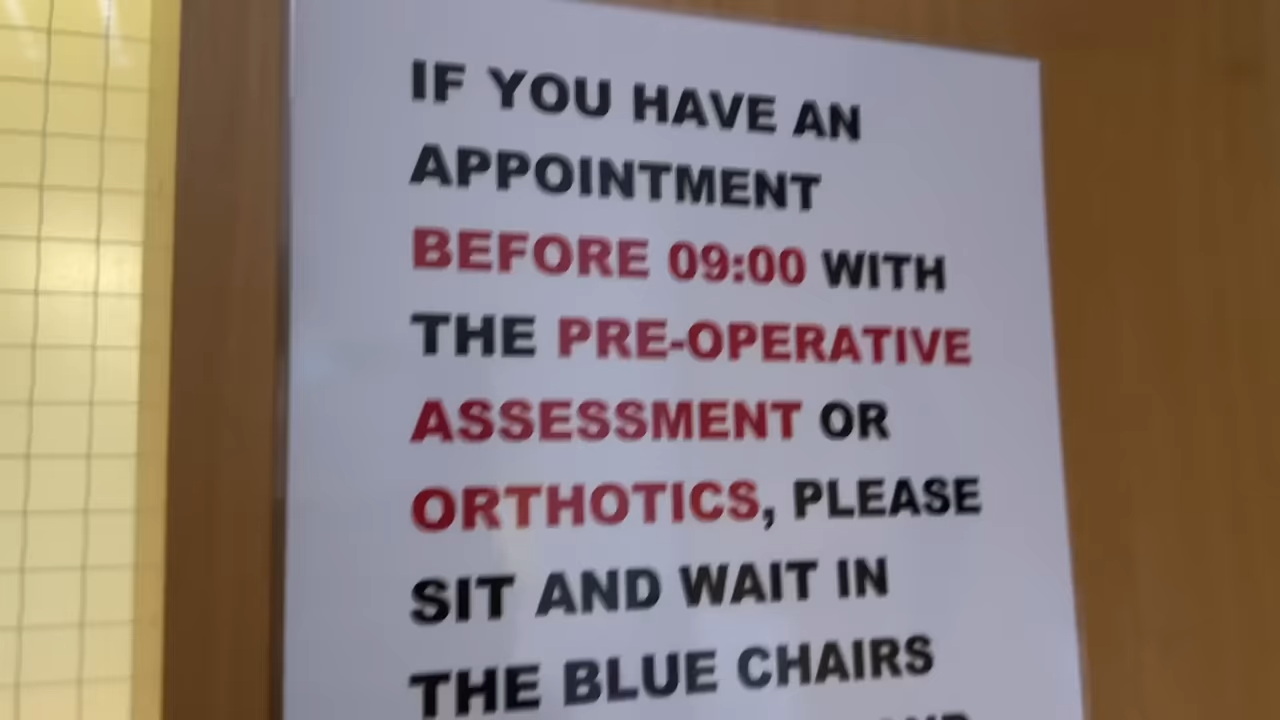 IF YOU HAVE AN
APPOINTMENT
BEFORE 09:00 WITH
THE PRE-OPERATIVE
ASSESSMENT OR
ORTHOTICS, PLEASE
SIT AND WAIT IN
THE BLUE CHAIRS